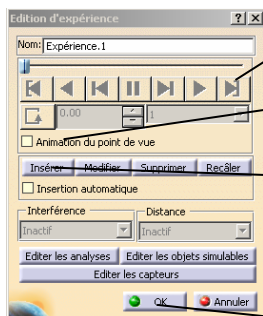 Edition d'expérience
Nom: Expérience.1
0.00 1
Animation du point de vue
Insérer Modifier Supprimer Recâler
Insertion automatique
Interférence Distance
Inactif Inactif
Editer les analyses Editer les objets simulables
Editer les capteurs
OK Annuler